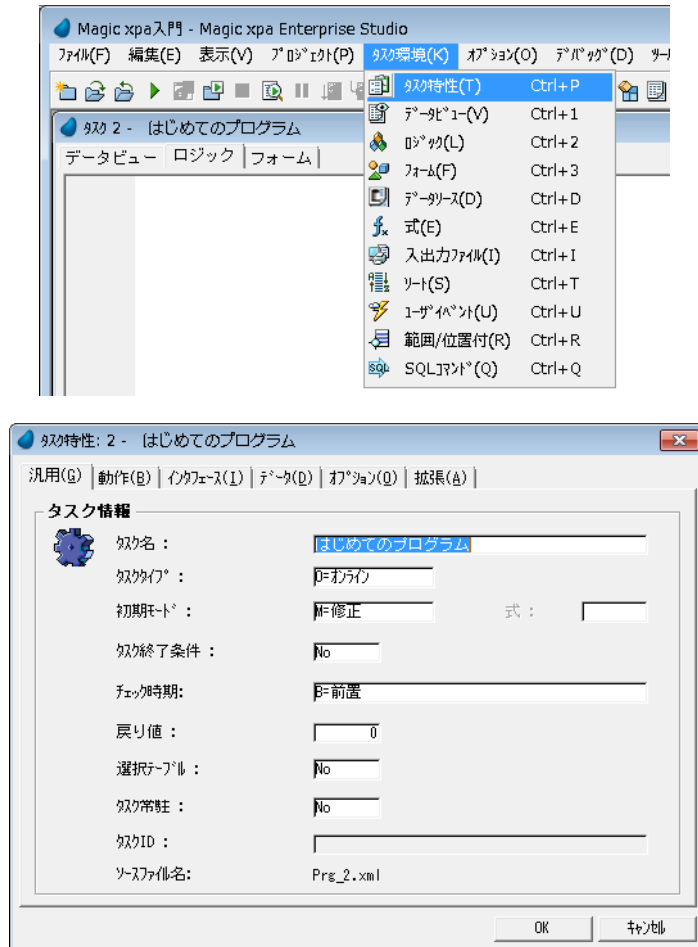 Magic xpa入門 - Magic xpa Enterprise Studio
ﾌｧｲﾙ(F) 編集(E) 表示(V) ﾌﾟﾛｼﾞｪｸﾄ(P) ﾀｽｸ環境(K) ｵﾌﾟｼｮﾝ(O) ﾃﾞﾊﾞｯｸﾞ(D)
ﾀｽｸ特性(T) Ctrl+P
ﾀｽｸ 2 - はじめてのプログラム
データビュー ロジック フォーム
ﾃﾞｰﾀﾋﾞｭｰ(V) Ctrl+1
ﾛｼﾞｯｸ(L) Ctrl+2
ﾌｫｰﾑ(F) Ctrl+3
ﾃﾞｰﾀｿｰｽ(D) Ctrl+D
式(E) Ctrl+E
入出力ﾌｧｲﾙ(I) Ctrl+I
ｿｰﾄ(S) Ctrl+T
ﾕｰｻﾞｲﾍﾞﾝﾄ(U) Ctrl+U
範囲/位置付(R) Ctrl+R
SQLｺﾏﾝﾄﾞ(Q) Ctrl+Q
ﾀｽｸ特性: 2 - はじめてのプログラム
汎用(G) 動作(B) ｲﾝﾀﾌｪｰｽ(I) ﾃﾞｰﾀ(D) ｵﾌﾟｼｮﾝ(O) 拡張(A)
タスク情報
ﾀｽｸ名： はじめてのプログラム
ﾀｽｸﾀｲﾌﾟ： O=ｵﾝﾗｲﾝ
初期ﾓｰﾄﾞ： M=修正 式：
ﾀｽｸ終了条件： No
ﾁｪｯｸ時期: B=前置
戻り値： 0
選択ﾃｰﾌﾞﾙ： No
ﾀｽｸ常駐： No
ﾀｽｸID：
ｿｰｽﾌｧｲﾙ名: Prg_2.xml
OK ｷｬﾝｾﾙ